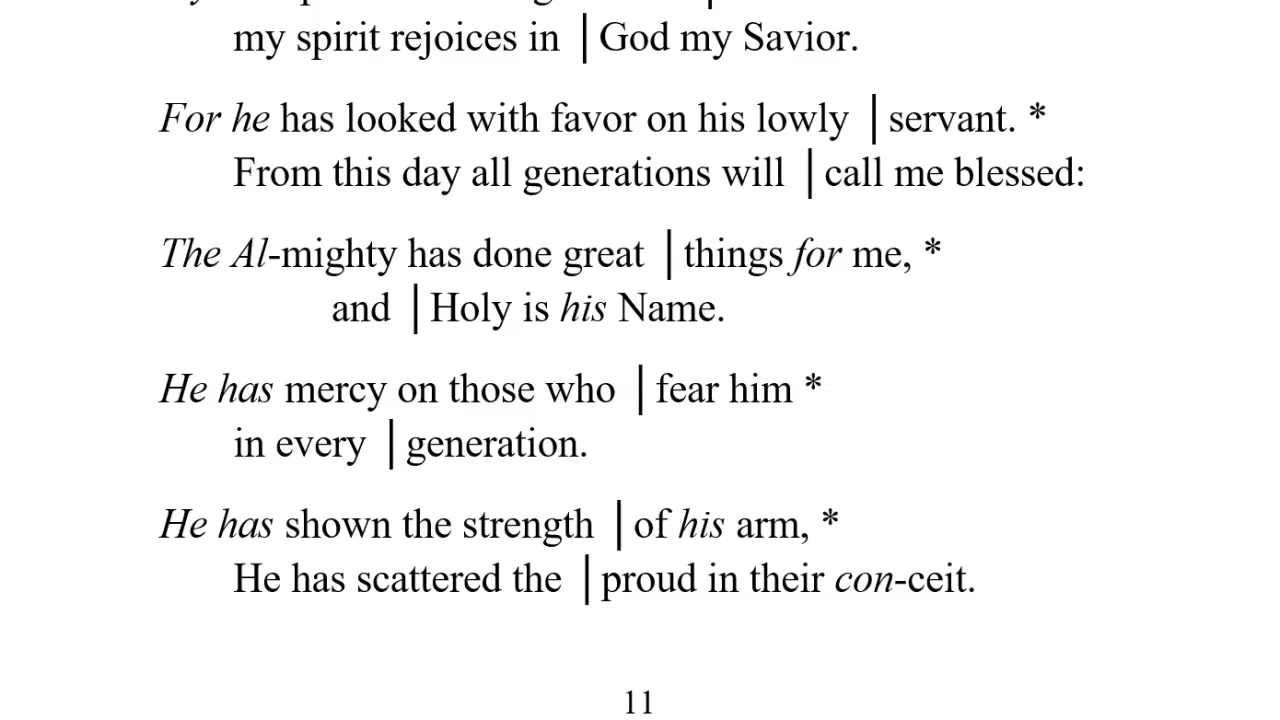 my spirit rejoices in | God my Savior.
For he has looked with favor on his lowly | servant. *
From this day all generations will | call me blessed:
The Al-mighty has done great | things for me, *
and | Holy is his Name.
He has mercy on those who | fear him *
in every | generation.
He has shown the strength | of his arm, *
He has scattered the | proud in their con-ceit.
11